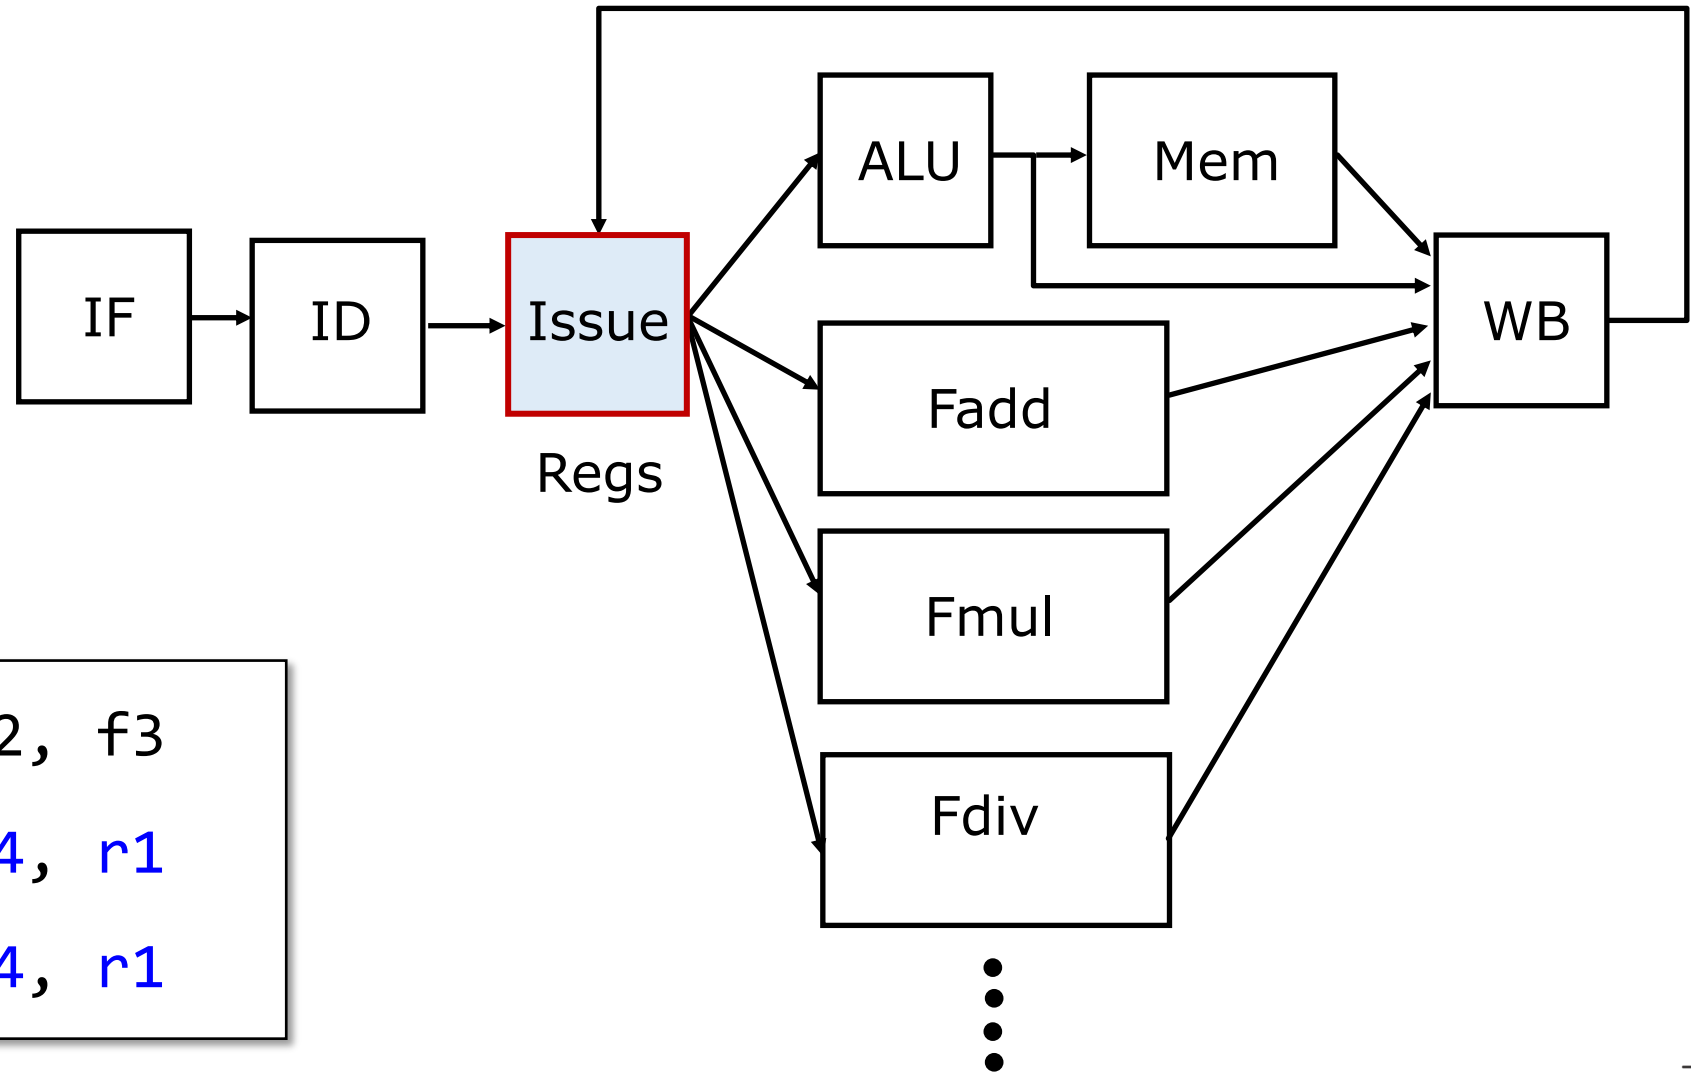 IF
ID
Issue
Regs
ALU
Mem
Fadd
Fmul
Fdiv
WB
2, f3
4, r1
4, r1